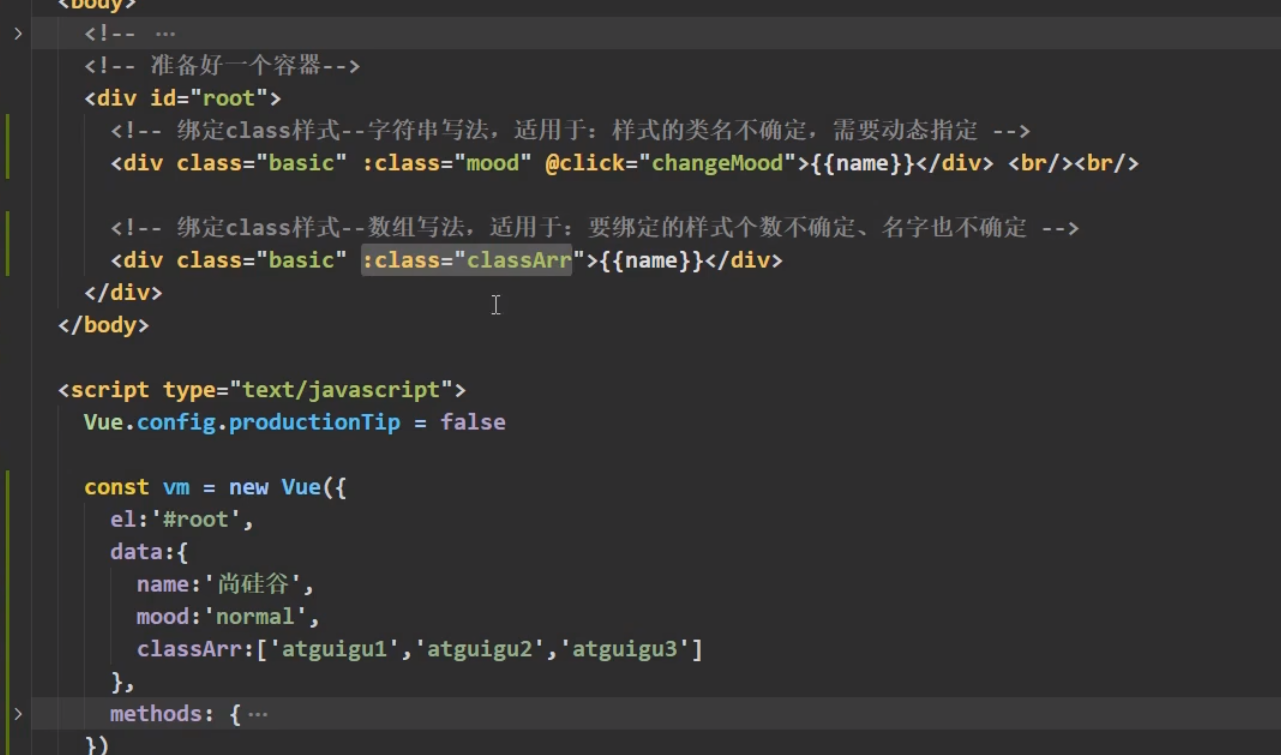 <body>
<!-- ···
<!-- 准备好一个容器-->
<div id="root">
<!-- 绑定class样式--字符串写法，适用于：样式的类名不确定，需要动态指定 -->
<div class="basic" :class="mood" @click="changeMood">{{name}}</div> <br/><br/>
<!-- 绑定class样式--数组写法，适用于：要绑定的样式个数不确定、名字也不确定 -->
<div class="basic" :class="classArr">{{name}}</div>
</div>
</body>
<script type="text/javascript">
Vue.config.productionTip = false
const vm = new Vue({
el:'#root',
data:{
name:'尚硅谷',
mood:'normal',
classArr:['atguigu1','atguigu2','atguigu3']
},
methods: {···
})